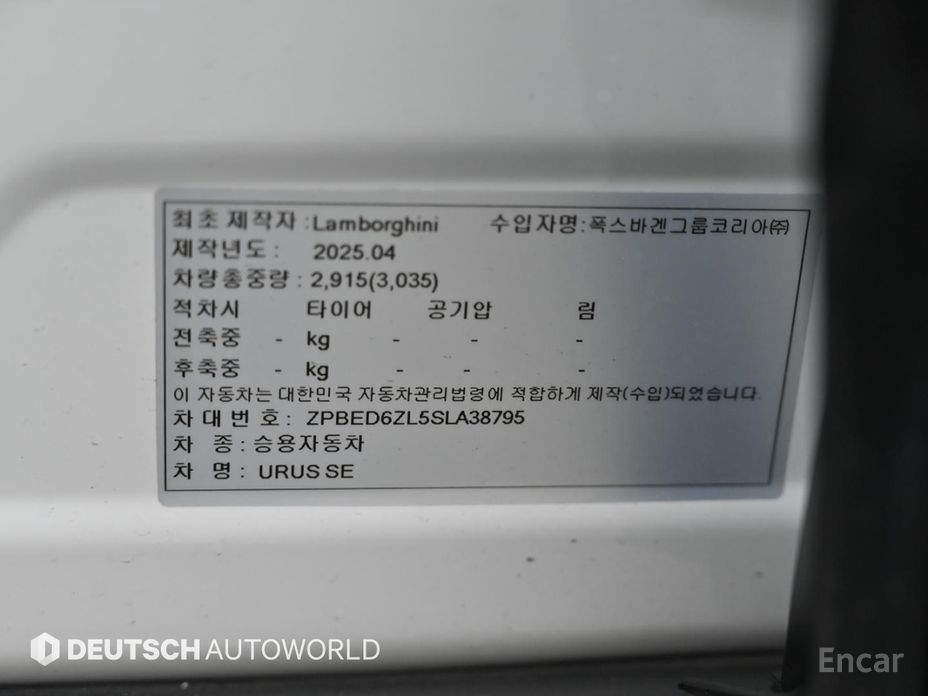 최초 제작자 : Lamborghini 수입자명 : 폭스바겐그룹코리아㈜
제작년도 : 2025.04
차량총중량 : 2,915(3,035)
적차시 타이어 공기압 림
전축중 - kg - - -
후축중 - kg - - -
이 자동차는 대한민국 자동차관리법령에 적합하게 제작(수입)되었습니다.
차대번호 : ZPBED6ZL5SLA38795
차 종 : 승용자동차
차 명 : URUS SE
DEUTSCH AUTOWORLD
Encar